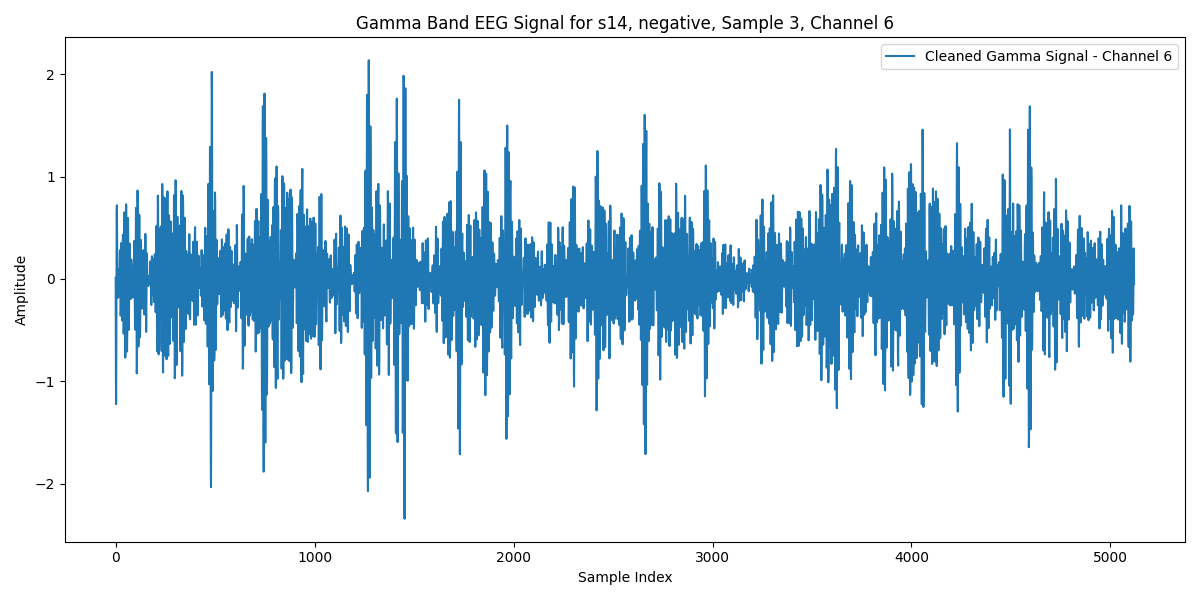 Gamma Band EEG Signal for s14, negative, Sample 3, Channel 6
Cleaned Gamma Signal - Channel 6
2
1
0
−1
−2
Amplitude
0 1000 2000 3000 4000 5000
Sample Index